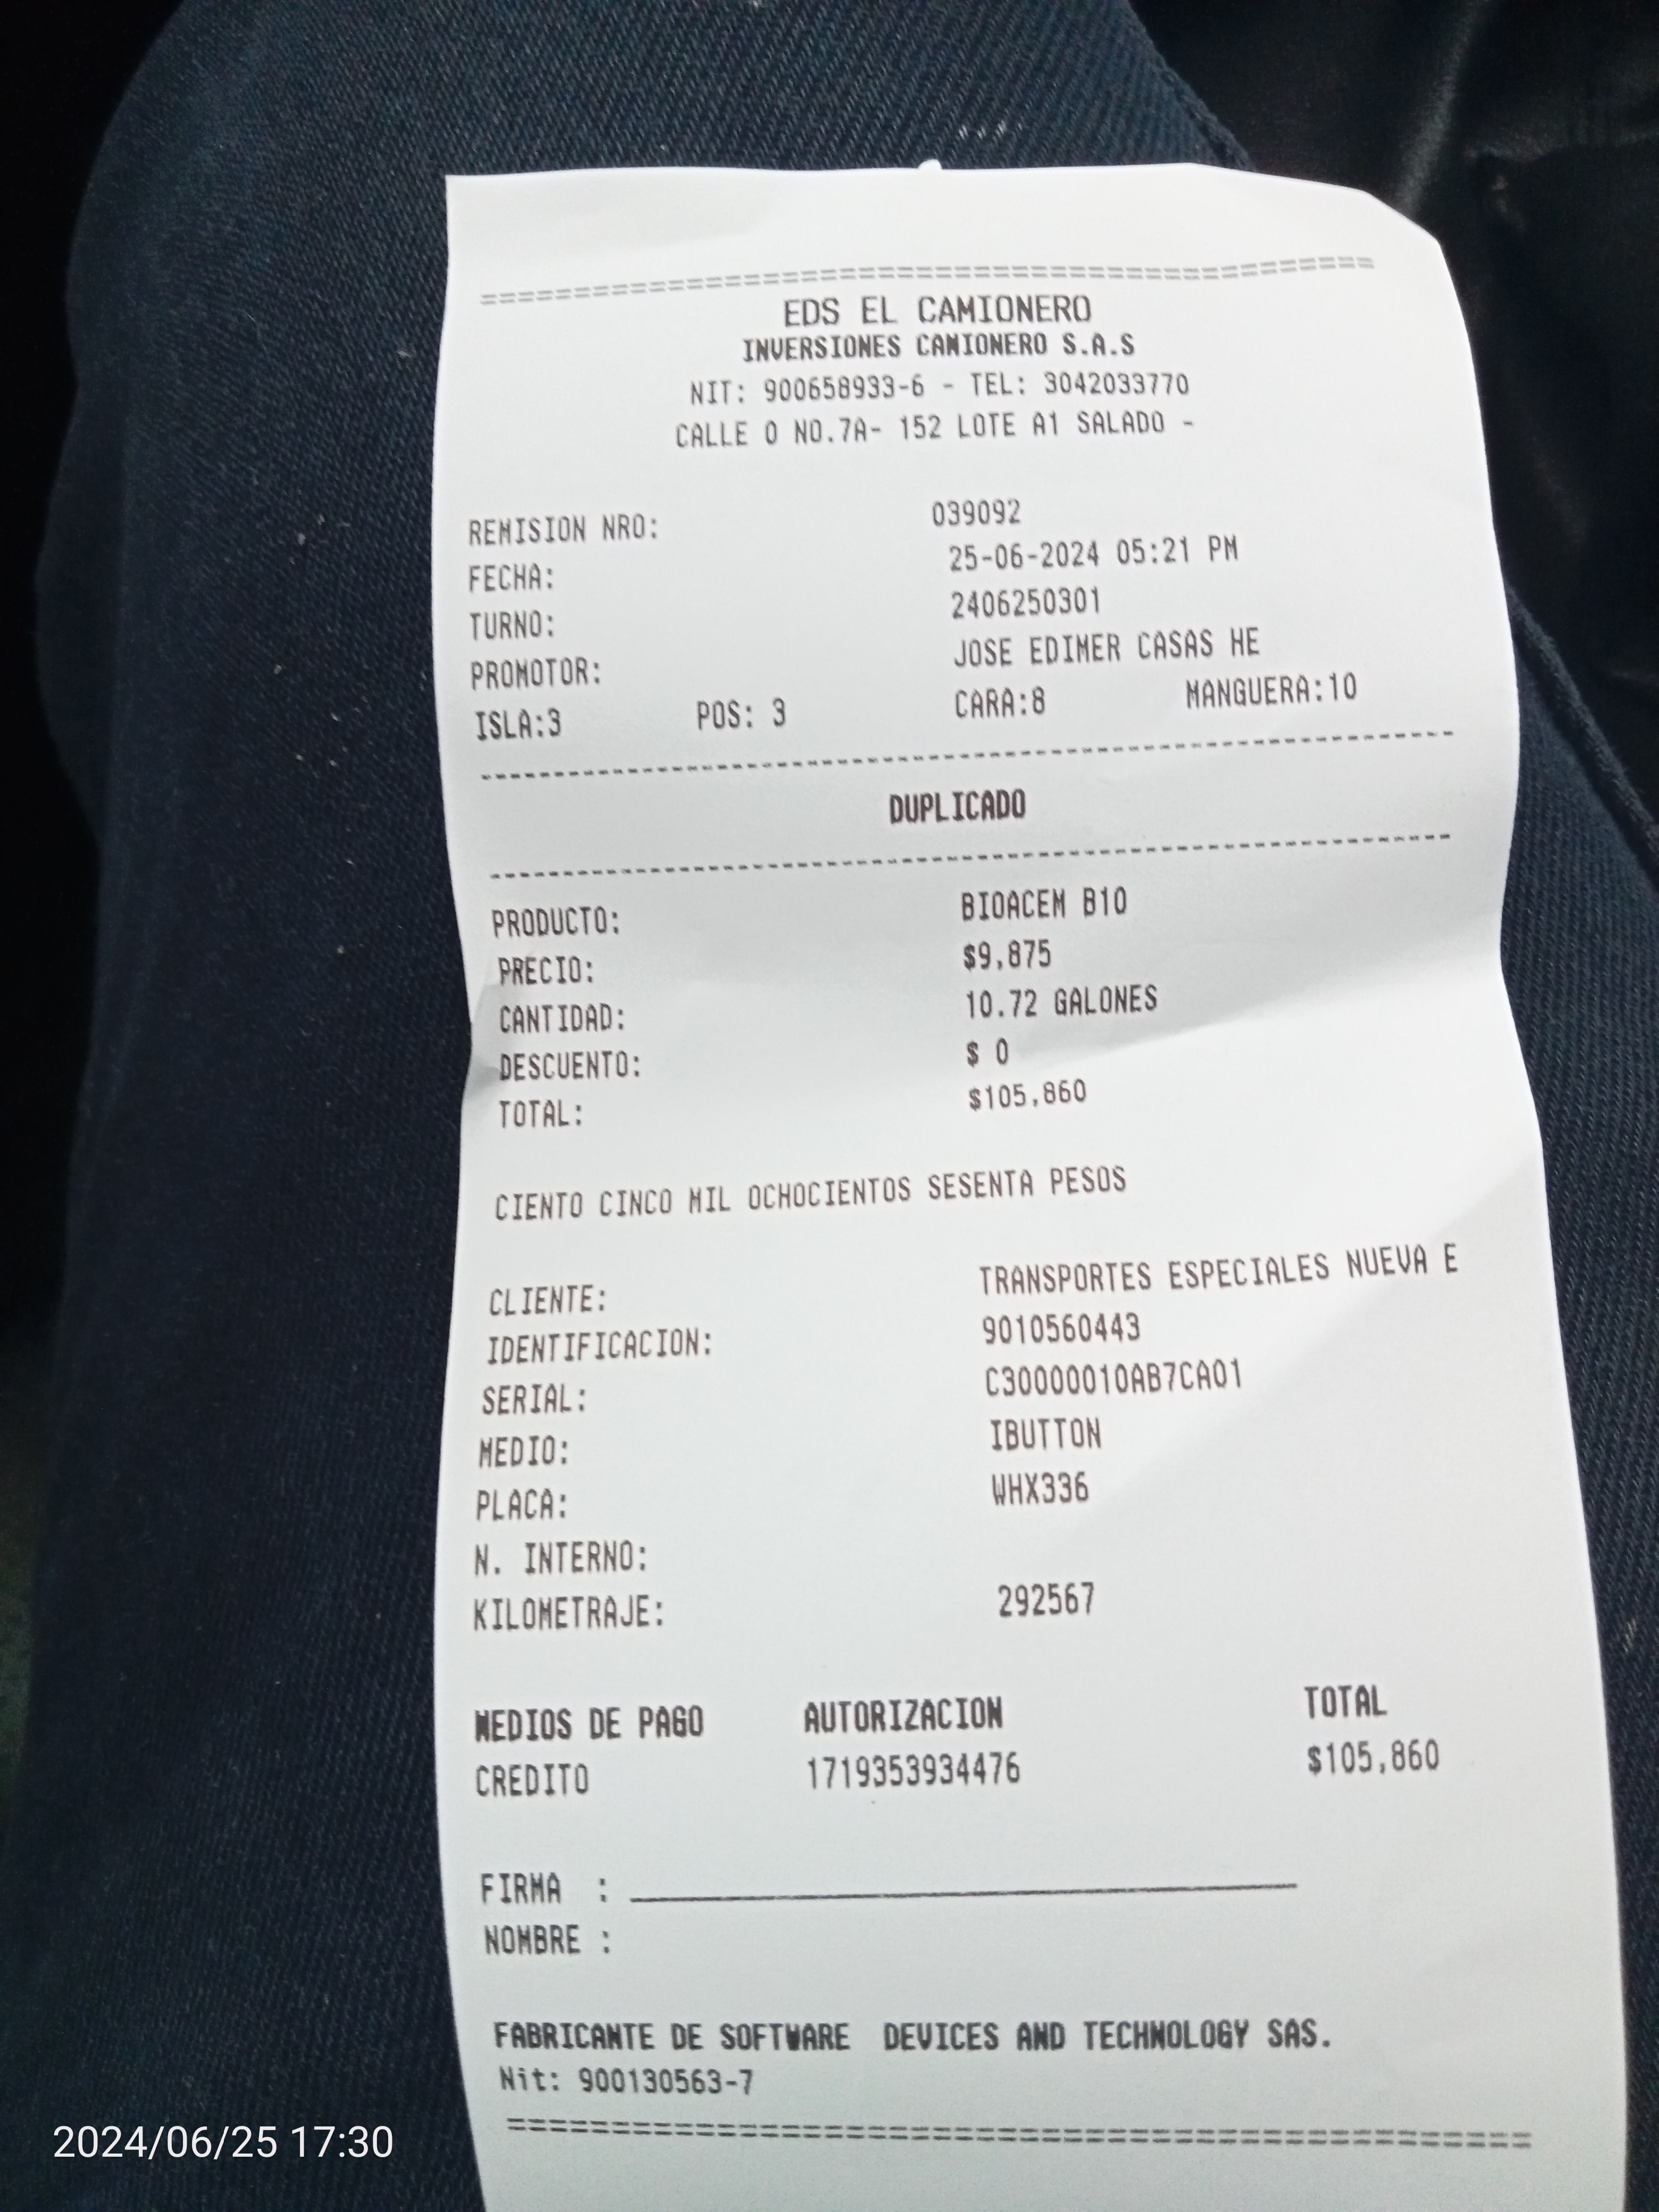 ==================================================
EDS EL CAMIONERO
INVERSIONES CAMIONERO S.A.S
NIT: 900658933-6 - TEL: 3042033770
CALLE 0 NO.7A- 152 LOTE A1 SALADO -
REMISION NRO: 039092
FECHA: 25-06-2024 05:21 PM
TURNO: 2406250301
PROMOTOR: JOSE EDIMER CASAS HE
ISLA:3 POS: 3 CARA:8 MANGUERA:10
--------------------------------------------------
DUPLICADO
--------------------------------------------------
PRODUCTO: BIOACEM B10
PRECIO: $9,875
CANTIDAD: 10.72 GALONES
DESCUENTO: $ 0
TOTAL: $105,860
CIENTO CINCO MIL OCHOCIENTOS SESENTA PESOS
CLIENTE: TRANSPORTES ESPECIALES NUEVA E
IDENTIFICACION: 9010560443
SERIAL: C30000010AB7CA01
MEDIO: IBUTTON
PLACA: WHX336
N. INTERNO:
KILOMETRAJE: 292567
MEDIOS DE PAGO AUTORIZACION TOTAL
CREDITO 1719353934476 $105,860
FIRMA : ______________________
NOMBRE :
FABRICANTE DE SOFTWARE DEVICES AND TECHNOLOGY SAS.
Nit: 900130563-7
==================================================
2024/06/25 17:30